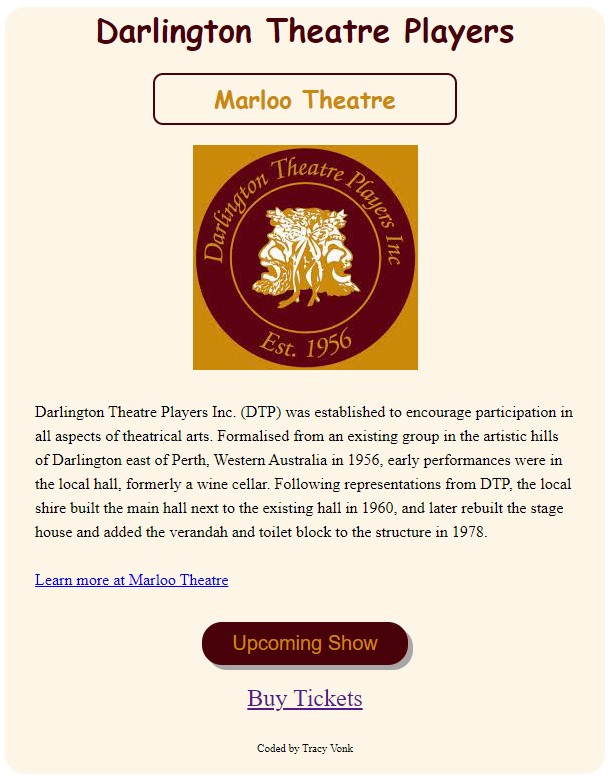 Darlington Theatre Players
Marloo Theatre
Darlington Theatre Players Inc
Est. 1956
Darlington Theatre Players Inc. (DTP) was established to encourage participation in
all aspects of theatrical arts. Formalised from an existing group in the artistic hills
of Darlington east of Perth, Western Australia in 1956, early performances were in
the local hall, formerly a wine cellar. Following representations from DTP, the local
shire built the main hall next to the existing hall in 1960, and later rebuilt the stage
house and added the verandah and toilet block to the structure in 1978.
Learn more at Marloo Theatre
Upcoming Show
Buy Tickets
Coded by Tracy Vonk